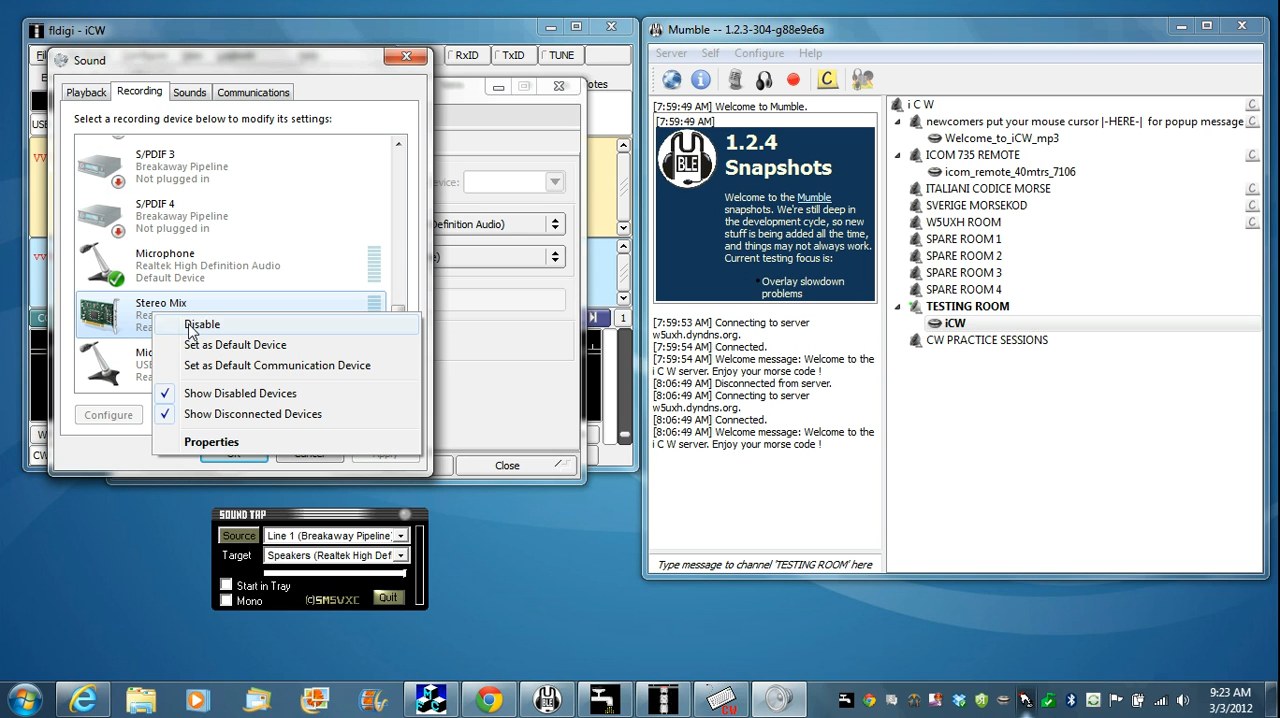 fldigi - iCW
RxID
TxID
TUNE
Sound
Playback
Recording
Sounds
Communications
Select a recording device below to modify its settings:
S/PDIF 3
Breakaway Pipeline
Not plugged in
S/PDIF 4
Breakaway Pipeline
Not plugged in
Microphone
Realtek High Definition Audio
Default Device
Stereo Mix
Disable
Set as Default Device
Set as Default Communication Device
Show Disabled Devices
Show Disconnected Devices
Properties
Configure
OK
Cancel
Apply
otes
evice:
efinition Audio)
1
Close
CW
SOUND TAP
Source
Line 1 (Breakaway Pipeline
Target
Speakers (Realtek High Def
Start in Tray
Mono
(c)SM5VXC
Quit
Mumble -- 1.2.3-304-g88e9e6a
Server Self Configure Help
[7:59:49 AM] Welcome to Mumble.
[7:59:49 AM]
1.2.4
Snapshots
Welcome to the Mumble
snapshots. We're still deep in
the development cycle, so new
stuff is being added all the time,
and things may not always work.
Current testing focus is:
• Overlay slowdown
problems
[7:59:53 AM] Connecting to server
w5uxh.dyndns.org.
[7:59:54 AM] Connected.
[7:59:54 AM] Welcome message: Welcome to the
i C W server. Enjoy your morse code !
[8:06:49 AM] Disconnected from server.
[8:06:49 AM] Connecting to server
w5uxh.dyndns.org.
[8:06:49 AM] Connected.
[8:06:49 AM] Welcome message: Welcome to the
i C W server. Enjoy your morse code !
Type message to channel 'TESTING ROOM' here
i C W
newcomers put your mouse cursor |-HERE-| for popup message
Welcome_to_iCW_mp3
ICOM 735 REMOTE
icom_remote_40mtrs_7106
ITALIANI CODICE MORSE
SVERIGE MORSEKOD
W5UXH ROOM
SPARE ROOM 1
SPARE ROOM 2
SPARE ROOM 3
SPARE ROOM 4
TESTING ROOM
iCW
CW PRACTICE SESSIONS
9:23 AM
3/3/2012